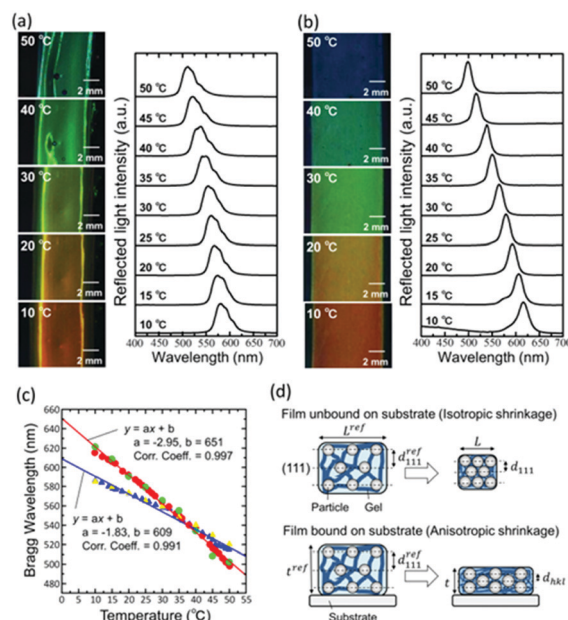 (a)
50 °C
2 mm
40 °C
2 mm
30 °C
2 mm
20 °C
2 mm
10 °C
2 mm
Reflected light intensity (a.u.)
50 °C
45 °C
40 °C
35 °C
30 °C
25 °C
20 °C
15 °C
10 °C
400 450 500 550 600 650 700
Wavelength (nm)
(b)
50 °C
2 mm
40 °C
2 mm
30 °C
2 mm
20 °C
2 mm
10 °C
2 mm
Reflected light intensity (a.u.)
50 °C
45 °C
40 °C
35 °C
30 °C
25 °C
20 °C
15 °C
10 °C
400 450 500 550 600 650 700
Wavelength (nm)
(c)
Bragg Wavelength (nm)
660
640
620
600
580
560
540
520
500
y = ax + b
a = -2.95, b = 651
Corr. Coeff. = 0.997
y = ax + b
a = -1.83, b = 609
Corr. Coeff. = 0.991
0 5 10 15 20 25 30 35 40 45 50 55
Temperature (°C)
(d)
Film unbound on substrate (Isotropic shrinkage)
L^ref
L
(111)
d_111^ref
d_111
Particle Gel
Film bound on substrate (Anisotropic shrinkage)
t^ref
d_111^ref
t
d_hkl
Substrate